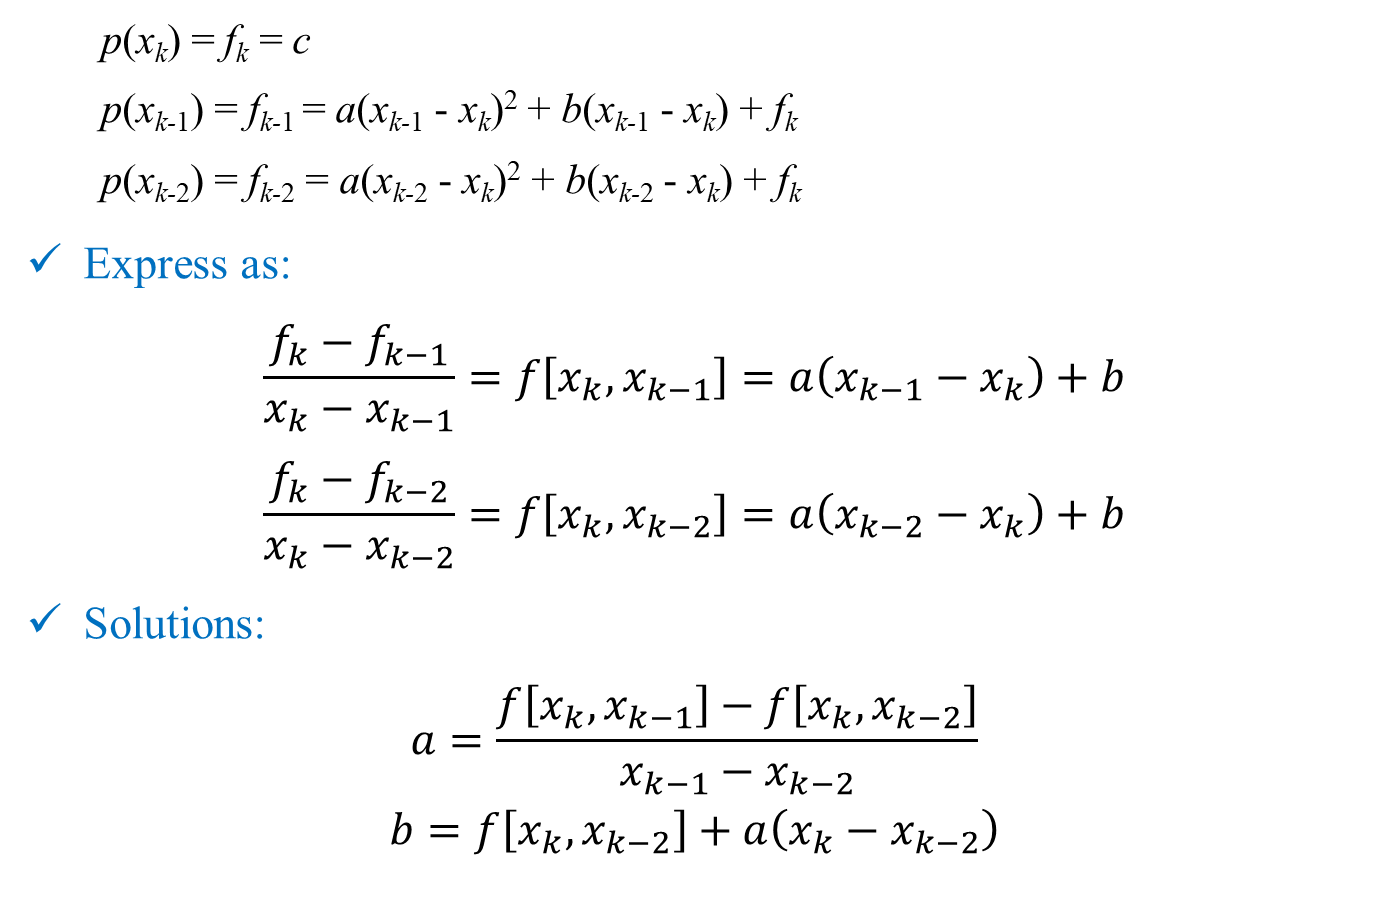 p(x_k) = f_k = c
p(x_{k-1}) = f_{k-1} = a(x_{k-1} - x_k)^2 + b(x_{k-1} - x_k) + f_k
p(x_{k-2}) = f_{k-2} = a(x_{k-2} - x_k)^2 + b(x_{k-2} - x_k) + f_k
✓ Express as:
\frac{f_k - f_{k-1}}{x_k - x_{k-1}} = f[x_k, x_{k-1}] = a(x_{k-1} - x_k) + b
\frac{f_k - f_{k-2}}{x_k - x_{k-2}} = f[x_k, x_{k-2}] = a(x_{k-2} - x_k) + b
✓ Solutions:
a = \frac{f[x_k, x_{k-1}] - f[x_k, x_{k-2}]}{x_{k-1} - x_{k-2}}
b = f[x_k, x_{k-2}] + a(x_k - x_{k-2})